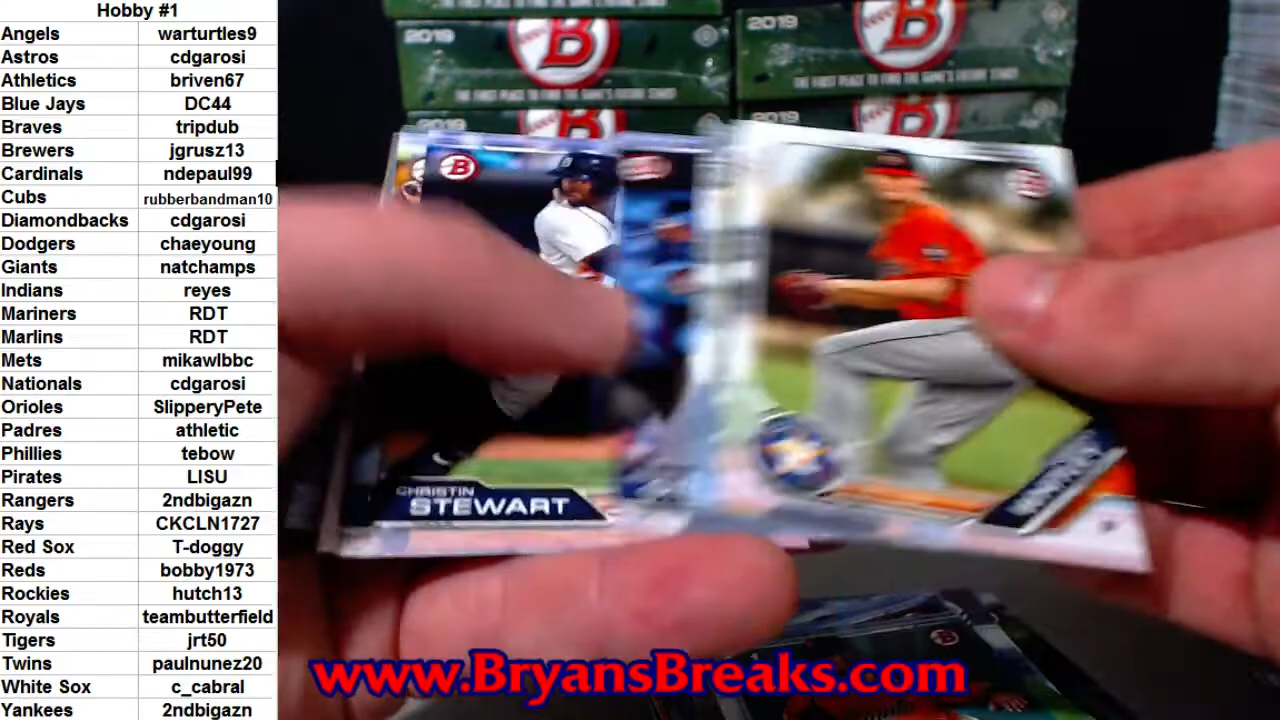 Hobby #1
Angels warturtles9
Astros cdgarosi
Athletics briven67
Blue Jays DC44
Braves tripdub
Brewers jgrusz13
Cardinals ndepaul99
Cubs rubberbandman10
Diamondbacks cdgarosi
Dodgers chaeyoung
Giants natchamps
Indians reyes
Mariners RDT
Marlins RDT
Mets mikawlbbc
Nationals cdgarosi
Orioles SlipperyPete
Padres athletic
Phillies tebow
Pirates LISU
Rangers 2ndbigazn
Rays CKCLN1727
Red Sox T-doggy
Reds bobby1973
Rockies hutch13
Royals teambutterfield
Tigers jrt50
Twins paulnunez20
White Sox c_cabral
Yankees 2ndbigazn
2019 B
2019 B
THE FIRST PLACE TO FIND THE GAME'S FUTURE STARS!
THE FIRST PLACE TO FIND THE GAME'S FUTURE STARS!
2019
2019
B
CHRISTIN
STEWART
www.BryansBreaks.com